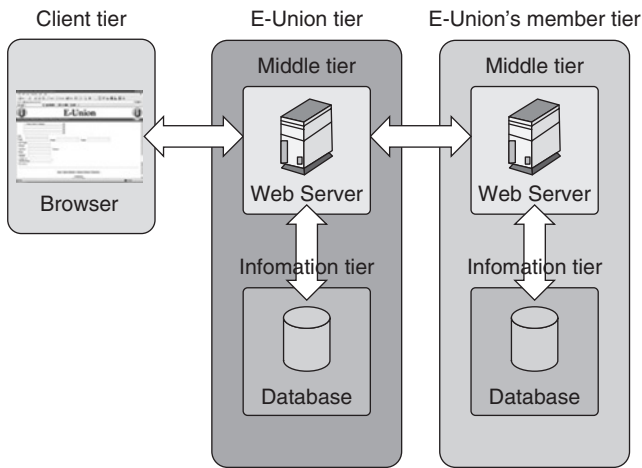 Client tier
E-Union tier
E-Union's member tier
E-Union
Browser
Middle tier
Web Server
Infomation tier
Database
Middle tier
Web Server
Infomation tier
Database